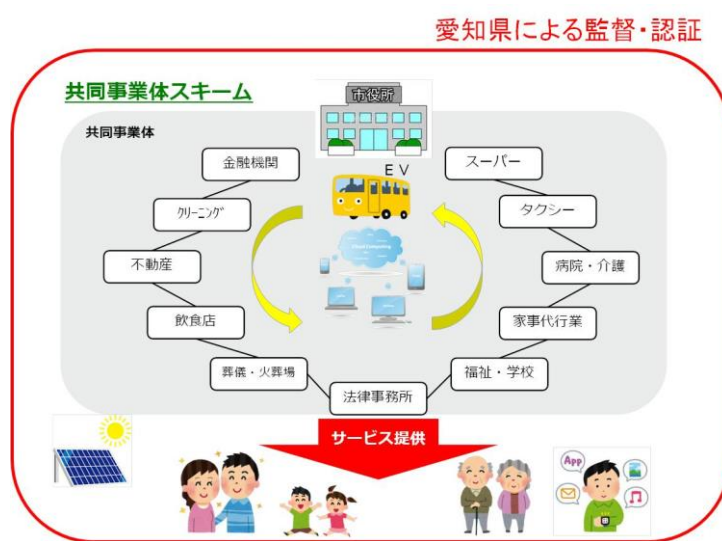 愛知県による監督・認証
共同事業体スキーム
市役所
共同事業体
金融機関
スーパー
EV
クリーニング
タクシー
Cloud Computing
不動産
病院・介護
飲食店
家事代行業
葬儀・火葬場
福祉・学校
法律事務所
サービス提供
App